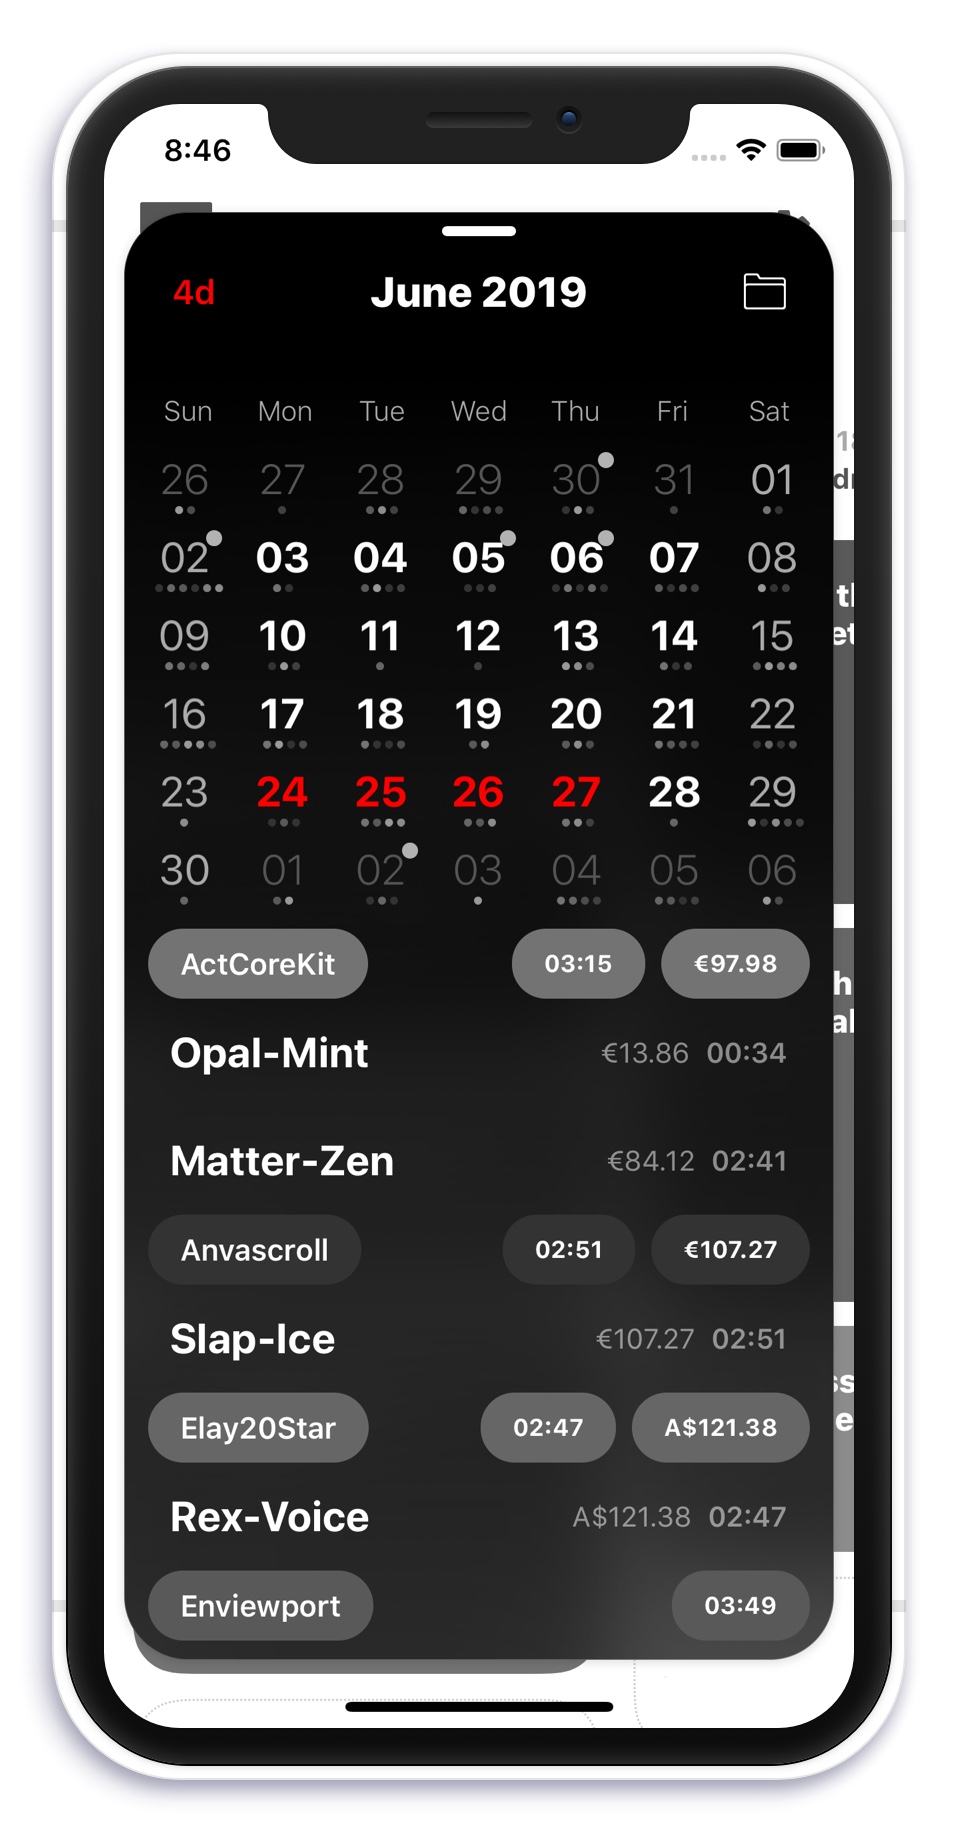 8:46
4d June 2019
Sun Mon Tue Wed Thu Fri Sat
26 27 28 29 30 31 01
02 03 04 05 06 07 08
09 10 11 12 13 14 15
16 17 18 19 20 21 22
23 24 25 26 27 28 29
30 01 02 03 04 05 06
ActCoreKit 03:15 €97.98
Opal-Mint €13.86 00:34
Matter-Zen €84.12 02:41
Anvascroll 02:51 €107.27
Slap-Ice €107.27 02:51
Elay20Star 02:47 A$121.38
Rex-Voice A$121.38 02:47
Enviewport 03:49